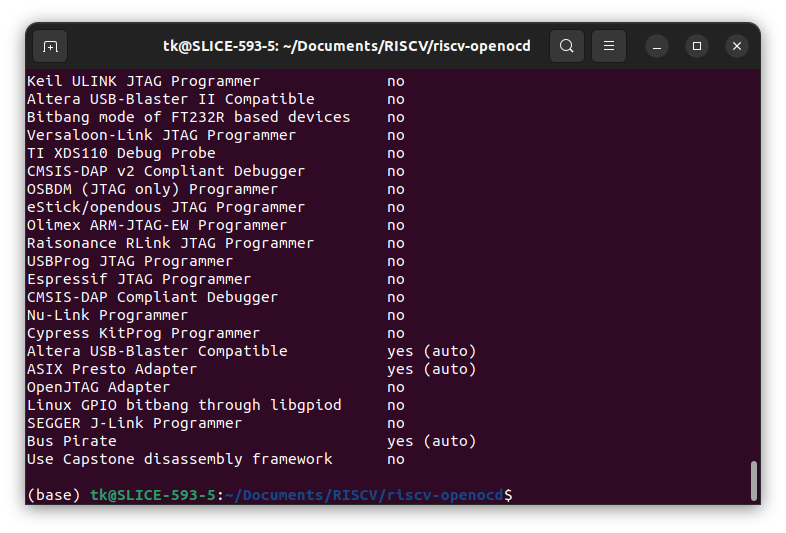 tk@SLICE-593-5: ~/Documents/RISCV/riscv-openocd
Keil ULINK JTAG Programmer no
Altera USB-Blaster II Compatible no
Bitbang mode of FT232R based devices no
Versaloon-Link JTAG Programmer no
TI XDS110 Debug Probe no
CMSIS-DAP v2 Compliant Debugger no
OSBDM (JTAG only) Programmer no
eStick/opendous JTAG Programmer no
Olimex ARM-JTAG-EW Programmer no
Raisonance RLink JTAG Programmer no
USBProg JTAG Programmer no
Espressif JTAG Programmer no
CMSIS-DAP Compliant Debugger no
Nu-Link Programmer no
Cypress KitProg Programmer no
Altera USB-Blaster Compatible yes (auto)
ASIX Presto Adapter yes (auto)
OpenJTAG Adapter no
Linux GPIO bitbang through libgpiod no
SEGGER J-Link Programmer no
Bus Pirate yes (auto)
Use Capstone disassembly framework no
(base) tk@SLICE-593-5:~/Documents/RISCV/riscv-openocd$